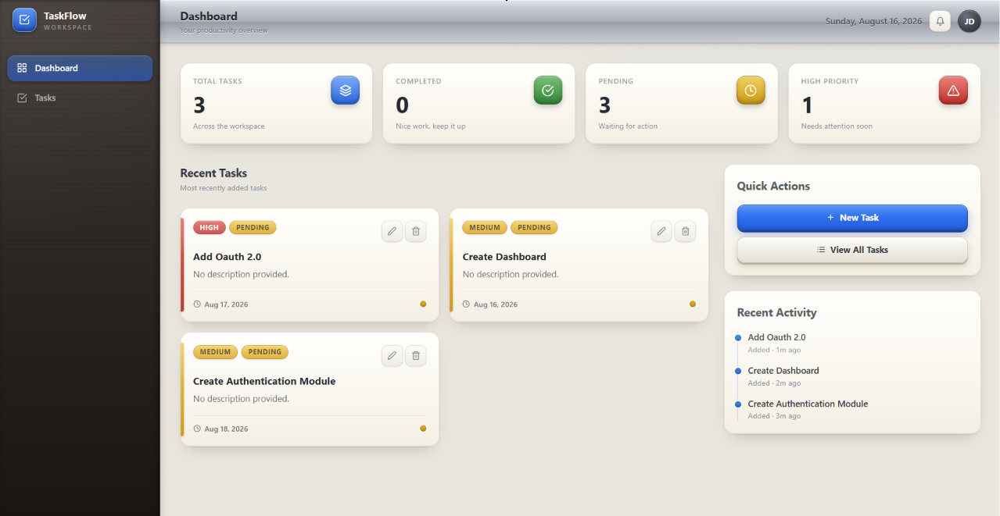 TaskFlow
WORKSPACE
Dashboard
Tasks
Dashboard
Your productivity overview
Sunday, August 16, 2026
JD
TOTAL TASKS
3
Across the workspace
COMPLETED
0
Nice work, keep it up
PENDING
3
Waiting for action
HIGH PRIORITY
1
Needs attention soon
Recent Tasks
Most recently added tasks
HIGH PENDING
Add Oauth 2.0
No description provided.
Aug 17, 2026
MEDIUM PENDING
Create Dashboard
No description provided.
Aug 16, 2026
MEDIUM PENDING
Create Authentication Module
No description provided.
Aug 18, 2026
Quick Actions
+ New Task
View All Tasks
Recent Activity
Add Oauth 2.0
Added · 1m ago
Create Dashboard
Added · 2m ago
Create Authentication Module
Added · 3m ago